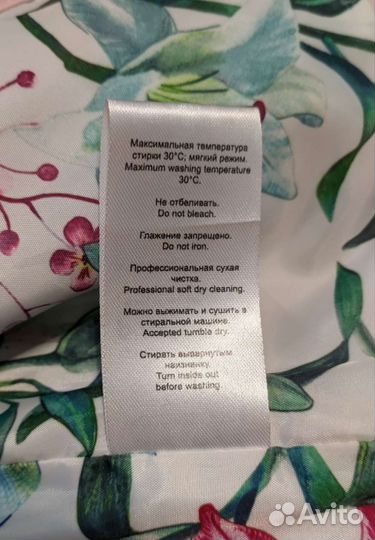 Максимальная температура
стирки 30°C; мягкий режим.
Maximum washing temperature
30°C.
Не отбеливать.
Do not bleach.
Глажение запрещено.
Do not iron.
Профессиональная сухая
чистка.
Professional soft dry cleaning.
Можно выжимать и сушить в
стиральной машине.
Accepted tumble dry.
Стирать вывернутым
наизнанку.
Turn inside out
before washing.
Avito